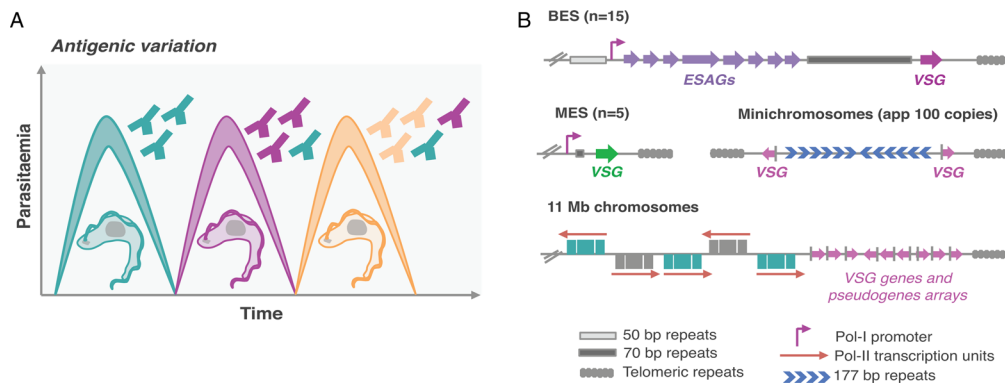 A
Antigenic variation
Parasitaemia
Time
B
BES (n=15)
ESAGs
VSG
MES (n=5)
VSG
Minichromosomes (app 100 copies)
VSG
VSG
11 Mb chromosomes
VSG genes and
pseudogenes arrays
50 bp repeats
70 bp repeats
Telomeric repeats
Pol-I promoter
Pol-II transcription units
177 bp repeats